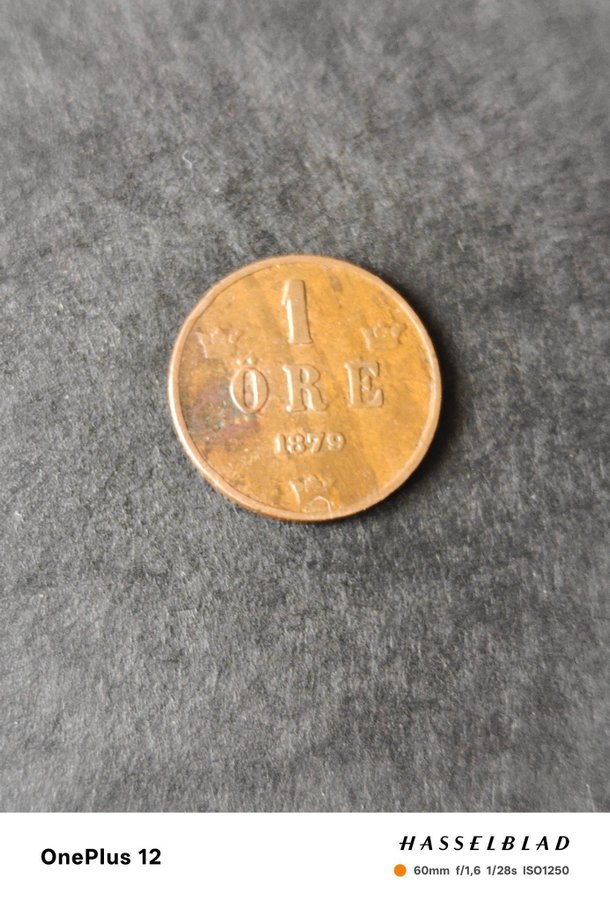 1
ÖRE
1879
OnePlus 12
HASSELBLAD
60mm f/1,6 1/28s ISO1250